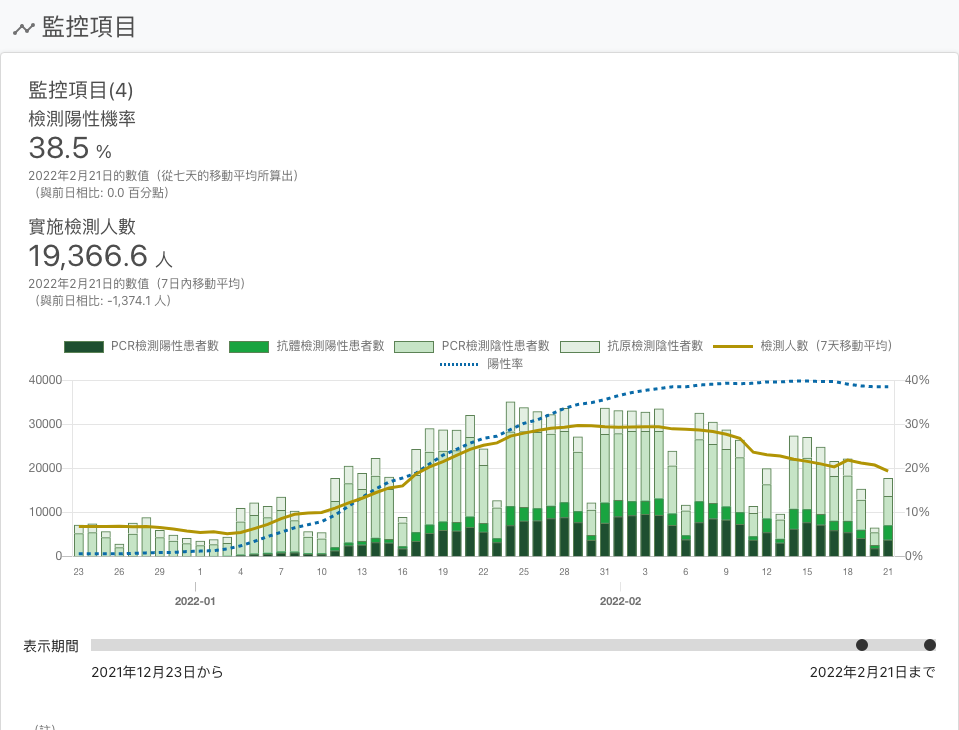 監控項目
監控項目(4)
檢測陽性機率
38.5 %
2022年2月21日的數值（從七天的移動平均所算出）
（與前日相比: 0.0 百分點）
實施檢測人數
19,366.6 人
2022年2月21日的數值（7日內移動平均）
（與前日相比: -1,374.1 人）
PCR檢測陽性患者數 抗體檢測陽性患者數 PCR檢測陰性患者數 抗原檢測陰性者數 檢測人數（7天移動平均）
陽性率
40000 40%
30000 30%
20000 20%
10000 10%
0 0%
23 26 29 1 4 7 10 13 16 19 22 25 28 31 3 6 9 12 15 18 21
2022-01 2022-02
表示期間
2021年12月23日から 2022年2月21日まで